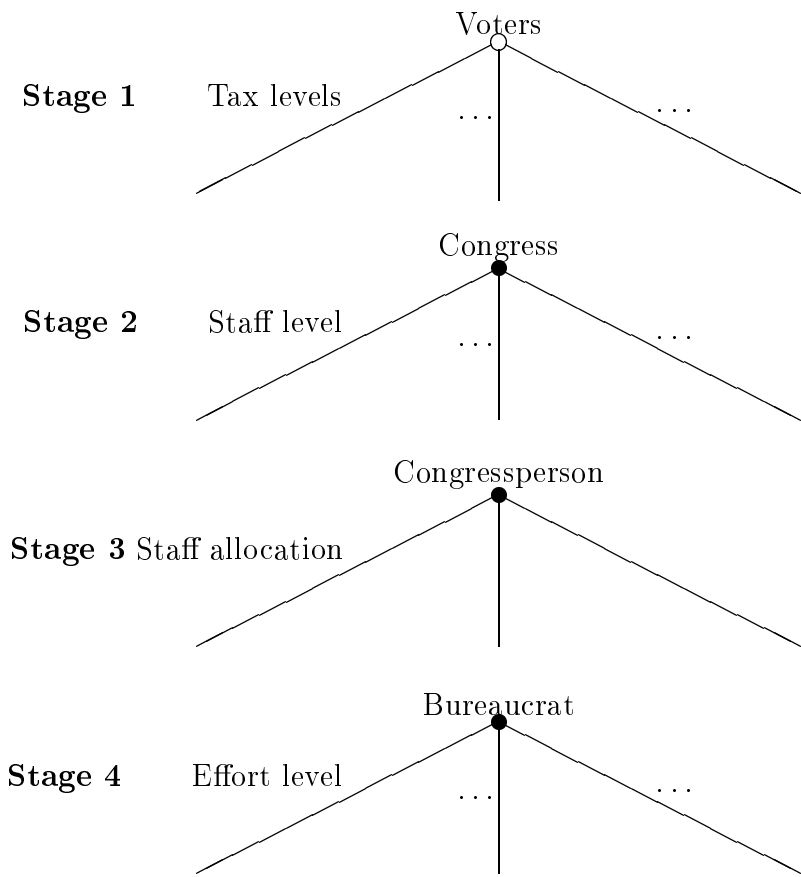 Voters
Stage 1 Tax levels
. . . . . .
Congress
Stage 2 Staff level
. . . . . .
Congressperson
Stage 3 Staff allocation
Bureaucrat
Stage 4 Effort level
. . . . . .